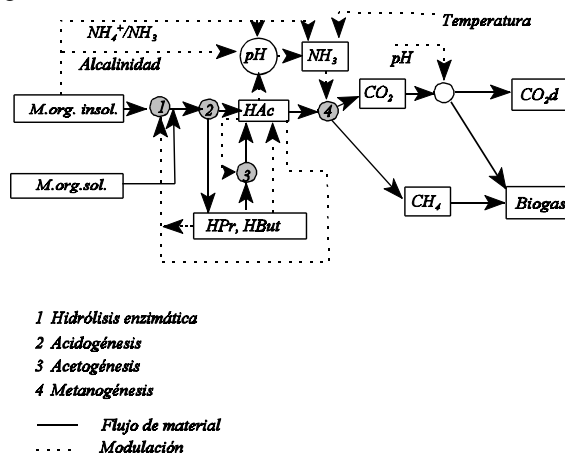 Temperatura
NH4+/NH3
pH
NH3
pH
Alcalinidad
M.org. insol.
1
2
HAc
4
CO2
CO2d
3
M.org.sol.
CH4
Biogas
HPr, HBut
1 Hidrólisis enzimática
2 Acidogénesis
3 Acetogénesis
4 Metanogénesis
Flujo de material
Modulación